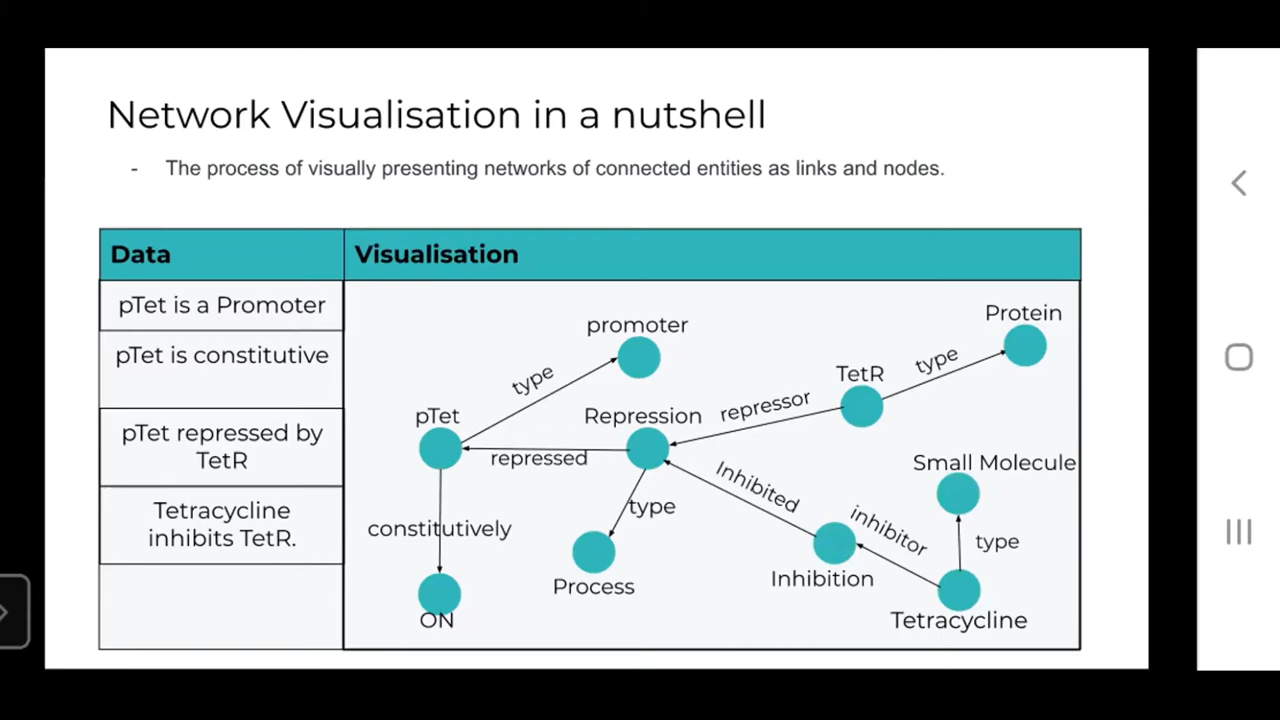 Network Visualisation in a nutshell
- The process of visually presenting networks of connected entities as links and nodes.
Data
Visualisation
pTet is a Promoter
pTet is constitutive
pTet repressed by
TetR
Tetracycline
inhibits TetR.
promoter
Protein
type
type
TetR
pTet
Repression
repressor
repressed
Small Molecule
Inhibited
type
inhibitor
constitutively
type
Process
Inhibition
ON
Tetracycline